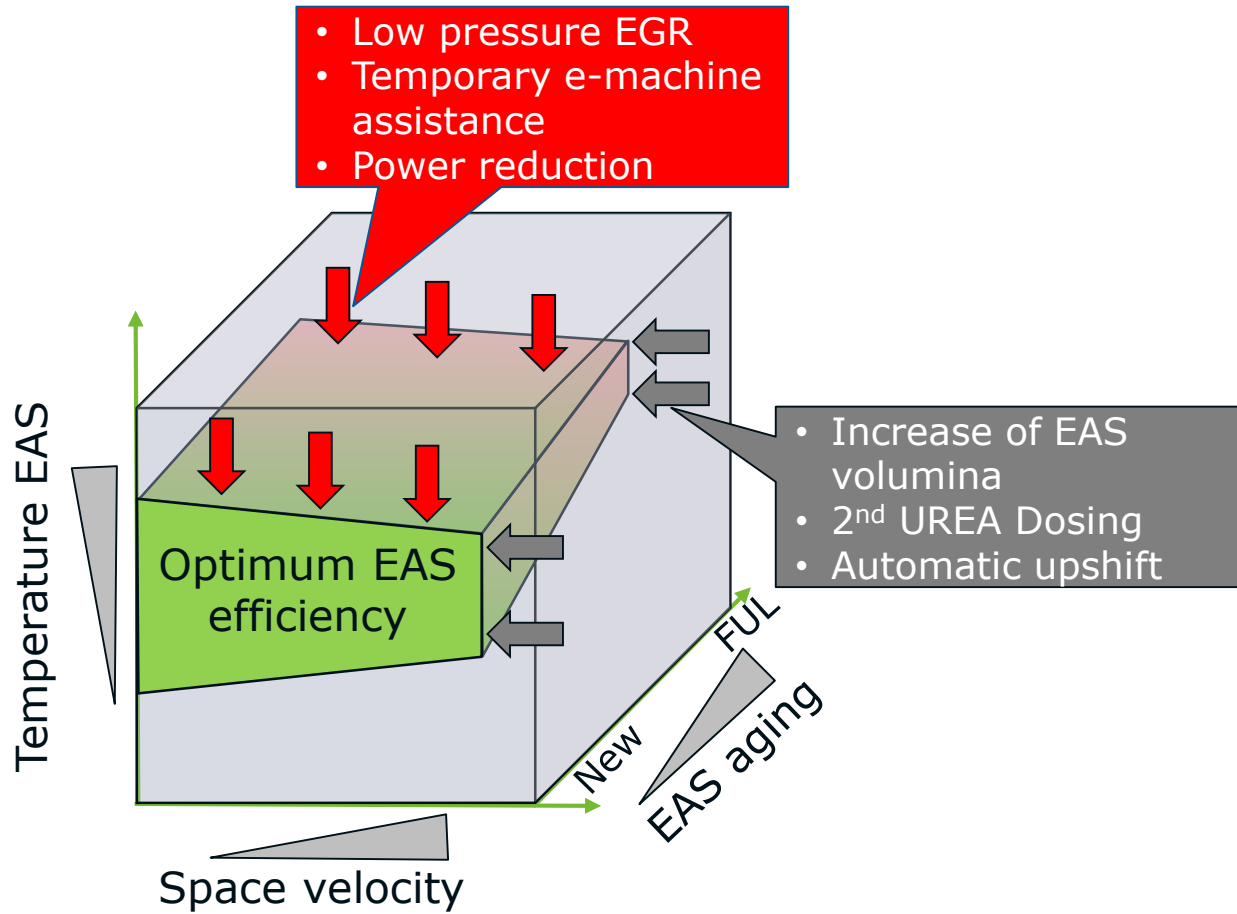 • Low pressure EGR
• Temporary e-machine
assistance
• Power reduction
Temperature EAS
Optimum EAS
efficiency
• Increase of EAS
volumina
• 2nd UREA Dosing
• Automatic upshift
FUL
New
EAS aging
Space velocity